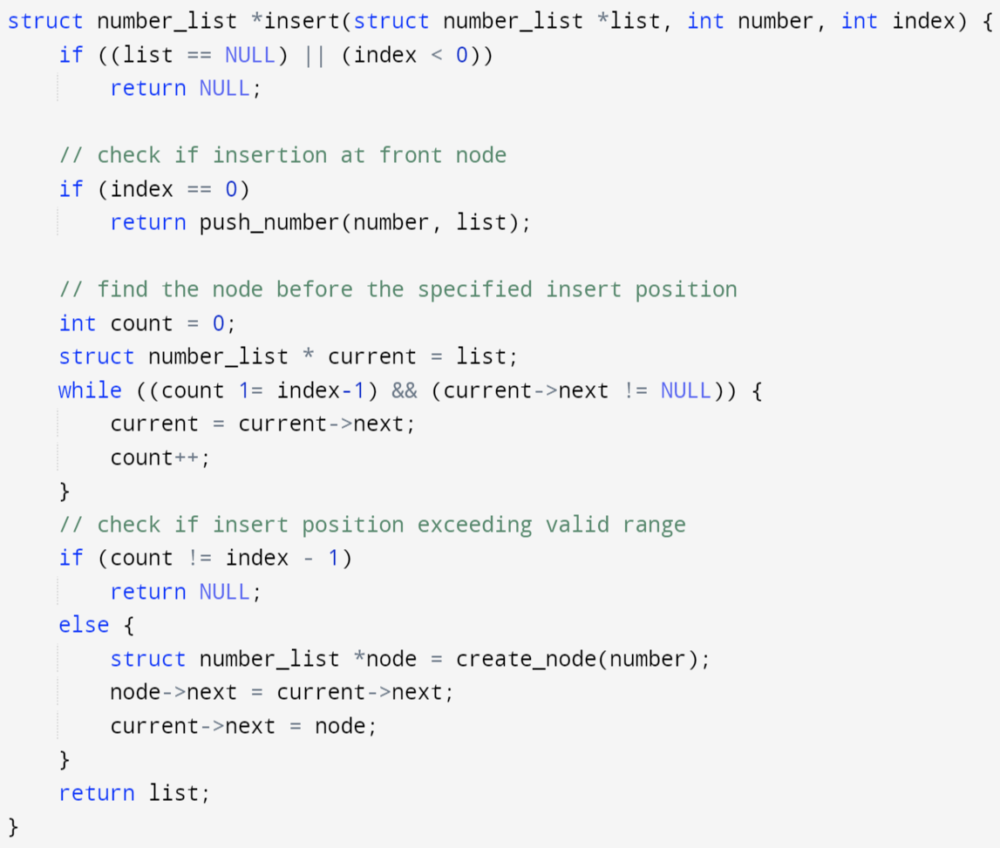 struct number_list *insert(struct number_list *list, int number, int index) {
    if ((list == NULL) || (index < 0))
        return NULL;

    // check if insertion at front node
    if (index == 0)
        return push_number(number, list);

    // find the node before the specified insert position
    int count = 0;
    struct number_list * current = list;
    while ((count 1= index-1) && (current->next != NULL)) {
        current = current->next;
        count++;
    }
    // check if insert position exceeding valid range
    if (count != index - 1)
        return NULL;
    else {
        struct number_list *node = create_node(number);
        node->next = current->next;
        current->next = node;
    }
    return list;
}